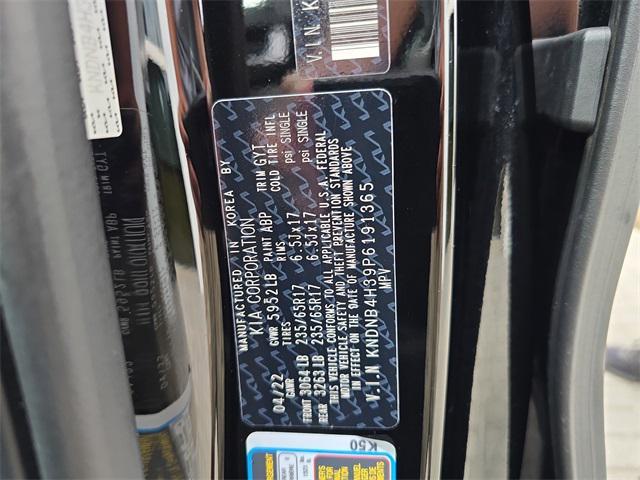 MANUFACTURED IN KOREA BY
KIA CORPORATION
04/22 GVWR 5952LB PAINT ABP TRIM GYT
GAWR TIRES RIMS COLD TIRE INFL
FRONT 3064LB 235/65R17 6.5Jx17 psi SINGLE
REAR 3263LB 235/65R17 6.5Jx17 psi SINGLE
THIS VEHICLE CONFORMS TO ALL APPLICABLE U.S.A. FEDERAL
MOTOR VEHICLE SAFETY AND THEFT PREVENTION STANDARDS
IN EFFECT ON THE DATE OF MANUFACTURE SHOWN ABOVE.
V.I.N KNDNB4H39P6191365
MPV
V.I.N K
K50